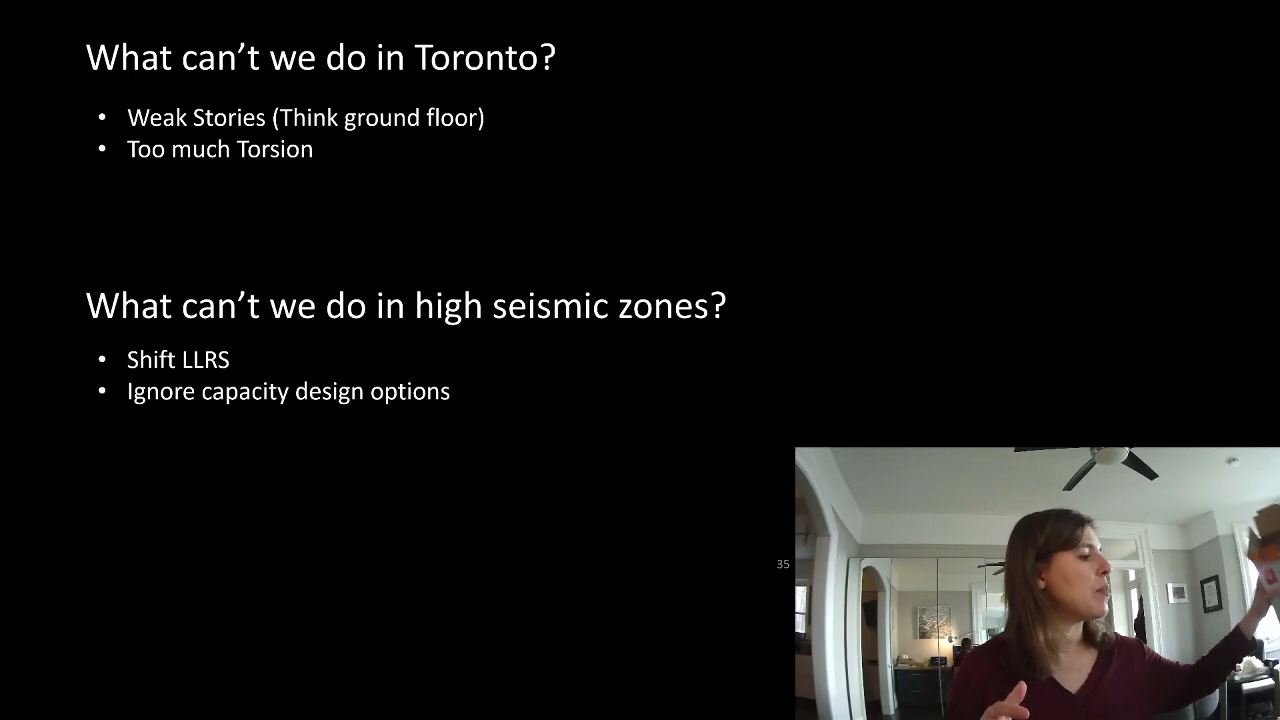 What can’t we do in Toronto?
• Weak Stories (Think ground floor)
• Too much Torsion
What can’t we do in high seismic zones?
• Shift LLRS
• Ignore capacity design options
35